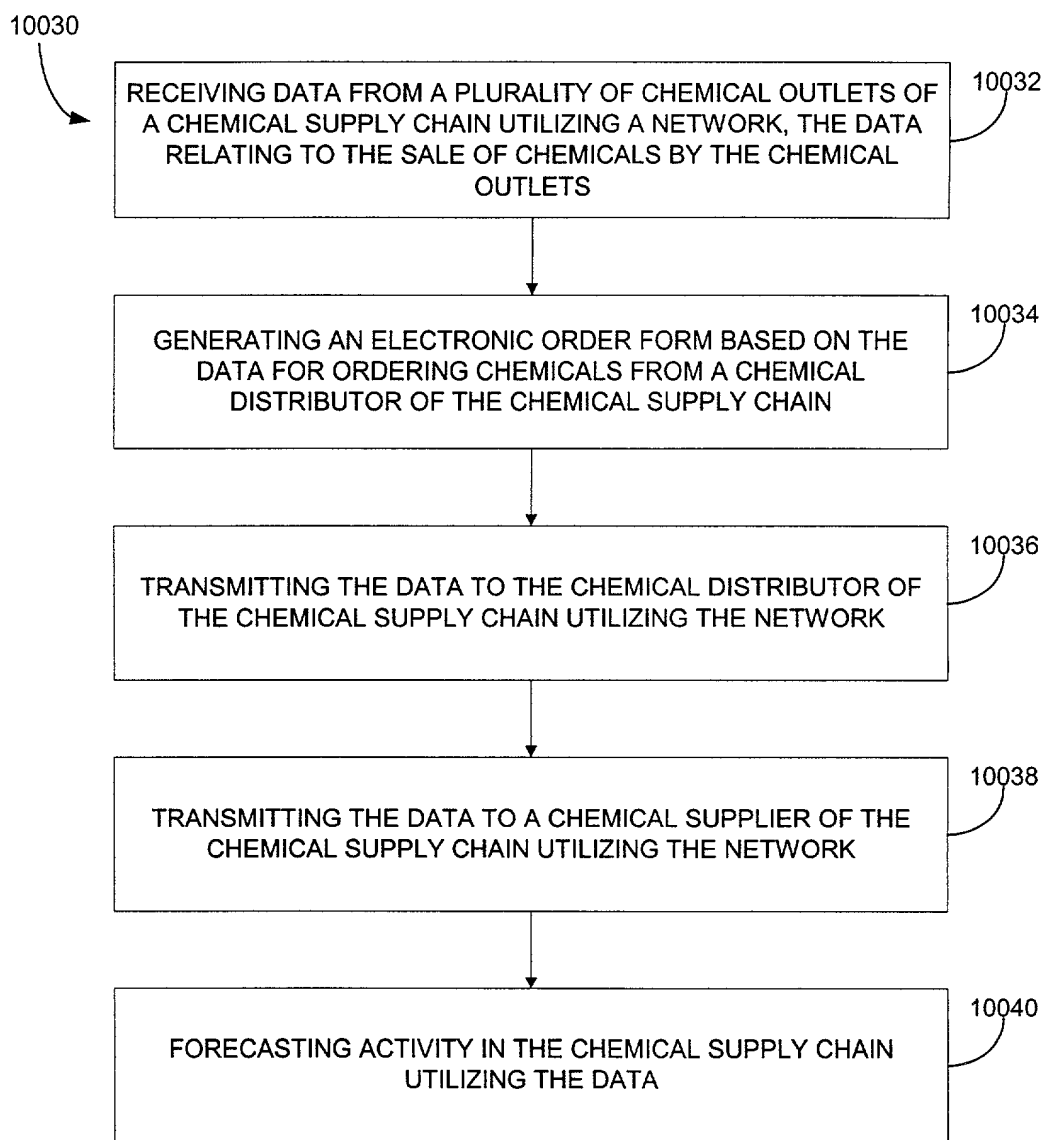 10030
RECEIVING DATA FROM A PLURALITY OF CHEMICAL OUTLETS OF
A CHEMICAL SUPPLY CHAIN UTILIZING A NETWORK, THE DATA
RELATING TO THE SALE OF CHEMICALS BY THE CHEMICAL
OUTLETS
10032
GENERATING AN ELECTRONIC ORDER FORM BASED ON THE
DATA FOR ORDERING CHEMICALS FROM A CHEMICAL
DISTRIBUTOR OF THE CHEMICAL SUPPLY CHAIN
10034
TRANSMITTING THE DATA TO THE CHEMICAL DISTRIBUTOR OF
THE CHEMICAL SUPPLY CHAIN UTILIZING THE NETWORK
10036
TRANSMITTING THE DATA TO A CHEMICAL SUPPLIER OF THE
CHEMICAL SUPPLY CHAIN UTILIZING THE NETWORK
10038
FORECASTING ACTIVITY IN THE CHEMICAL SUPPLY CHAIN
UTILIZING THE DATA
10040